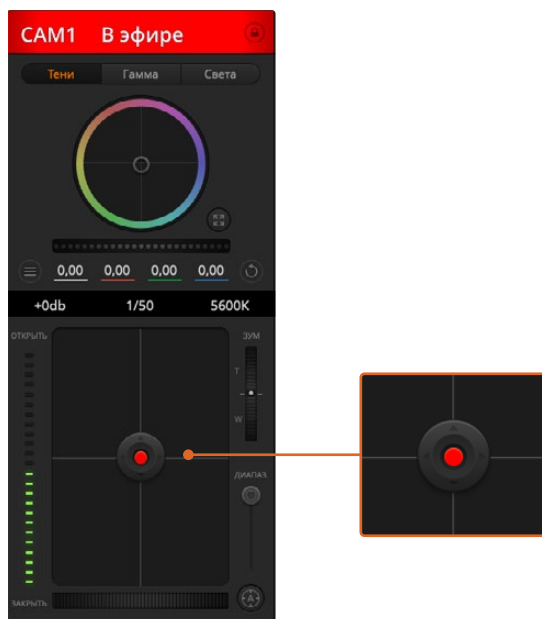 CAM1 В эфире
Тени Гамма Света
0,00 0,00 0,00 0,00
+0db 1/50 5600K
ОТКРЫТЬ ЗУМ
T
W
ДИАПАЗ
ЗАКРЫТЬ A